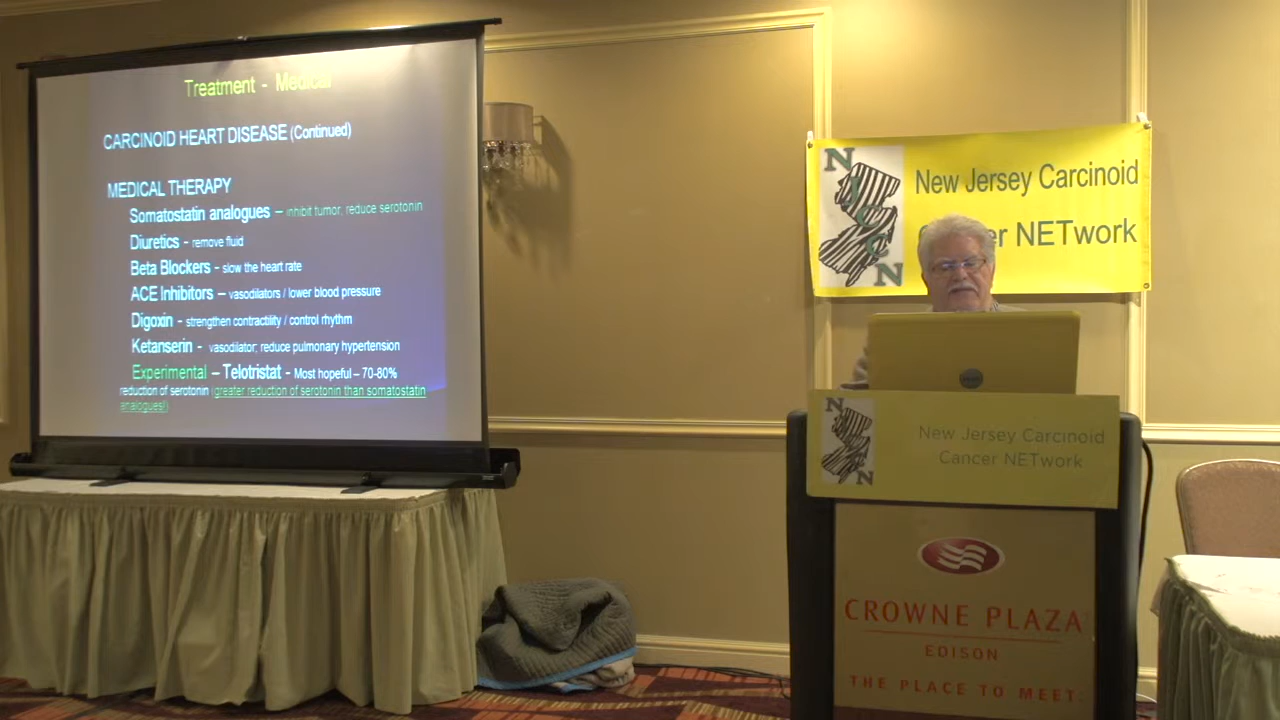 Treatment - Medical
CARCINOID HEART DISEASE (Continued)
MEDICAL THERAPY
Somatostatin analogues – inhibit tumor; reduce serotonin
Diuretics - remove fluid
Beta Blockers - slow the heart rate
ACE Inhibitors – vasodilators / lower blood pressure
Digoxin - strengthen contractility / control rhythm
Ketanserin - vasodilator; reduce pulmonary hypertension
Experimental – Telotristat - Most hopeful – 70-80%
reduction of serotonin (greater reduction of serotonin than somatostatin
analogues!)
NJCCN
New Jersey Carcinoid
er NETwork
N
N
New Jersey Carcinoid
Cancer NETwork
CROWNE PLAZA
EDISON
THE PLACE TO MEET.